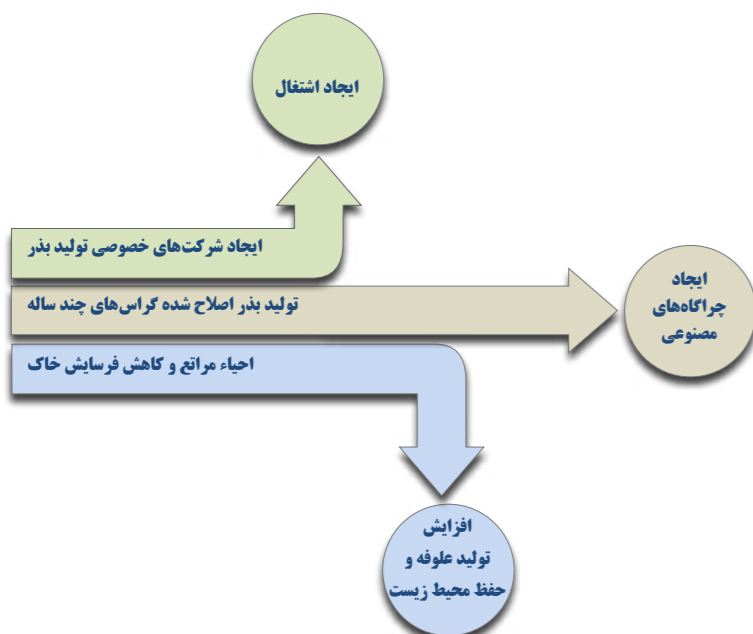 ایجاد اشتغال
ایجاد شرکت‌های خصوصی تولید بذر
تولید بذر اصلاح شده گراس‌های چند ساله
ایجاد
چراگاه‌های
مصنوعی
احیاء مراتع و کاهش فرسایش خاک
افزایش
تولید علوفه و
حفظ محیط زیست